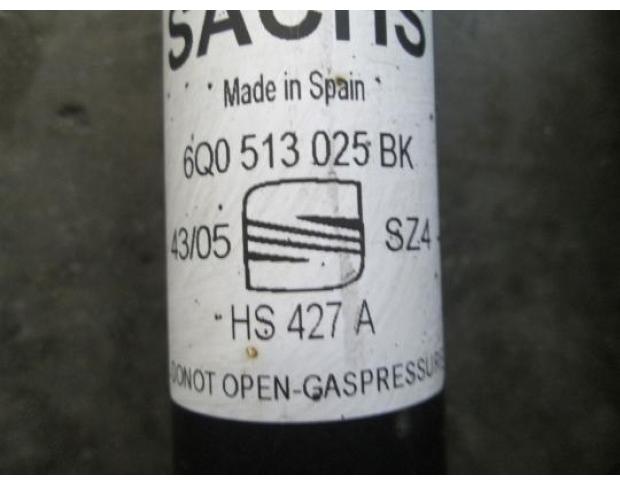 SACHS
Made in Spain
6Q0 513 025 BK
43/05 SZ4
HS 427 A
DONOT OPEN-GASPRESSURE